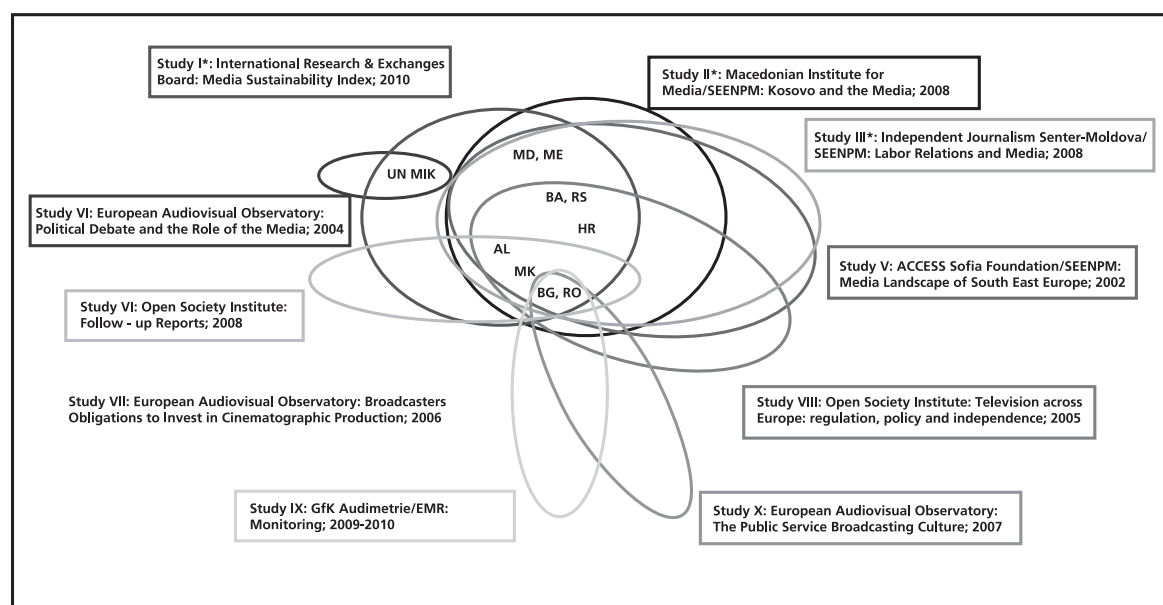 Study I*: International Research & Exchanges
Board: Media Sustainability Index; 2010
Study II*: Macedonian Institute for
Media/SEENPM: Kosovo and the Media; 2008
Study III*: Independent Journalism Senter-Moldova/
SEENPM: Labor Relations and Media; 2008
MD, ME
UN MIK
BA, RS
HR
AL
MK
BG, RO
Study VI: European Audiovisual Observatory:
Political Debate and the Role of the Media; 2004
Study V: ACCESS Sofia Foundation/SEENPM:
Media Landscape of South East Europe; 2002
Study VI: Open Society Institute:
Follow - up Reports; 2008
Study VII: European Audiovisual Observatory: Broadcasters
Obligations to Invest in Cinematographic Production; 2006
Study VIII: Open Society Institute: Television across
Europe: regulation, policy and independence; 2005
Study IX: GfK Audimetrie/EMR:
Monitoring; 2009-2010
Study X: European Audiovisual Observatory:
The Public Service Broadcasting Culture; 2007